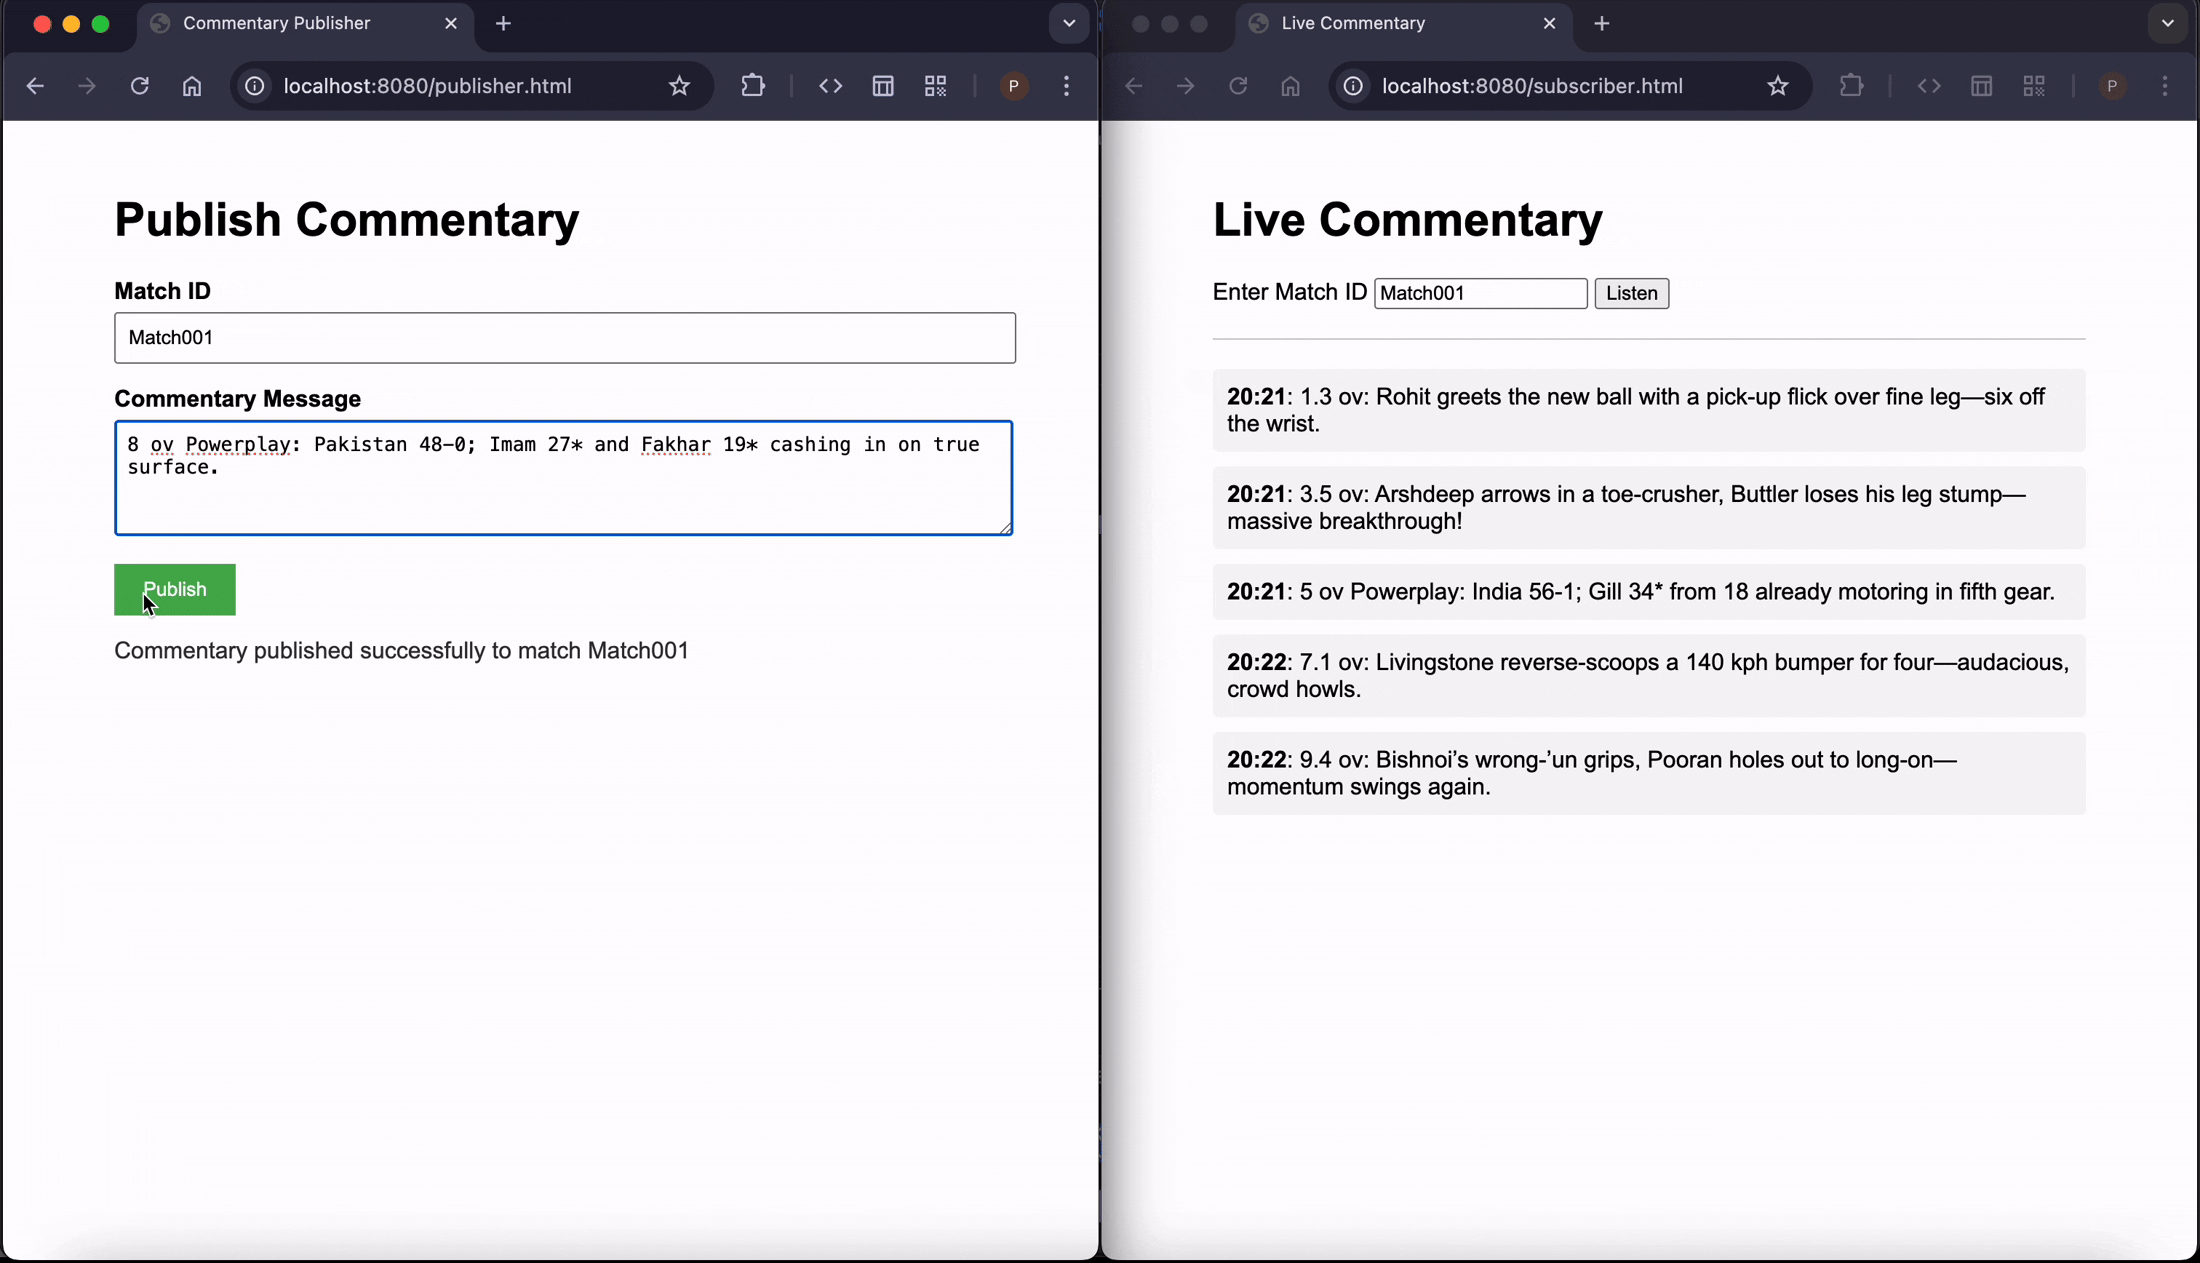 Commentary Publisher
localhost:8080/publisher.html
P
Publish Commentary
Match ID
Match001
Commentary Message
8 ov Powerplay: Pakistan 48–0; Imam 27* and Fakhar 19* cashing in on true
surface.
Publish
Commentary published successfully to match Match001
Live Commentary
localhost:8080/subscriber.html
P
Live Commentary
Enter Match ID Match001 Listen
20:21: 1.3 ov: Rohit greets the new ball with a pick-up flick over fine leg—six off
the wrist.
20:21: 3.5 ov: Arshdeep arrows in a toe-crusher, Buttler loses his leg stump—
massive breakthrough!
20:21: 5 ov Powerplay: India 56-1; Gill 34* from 18 already motoring in fifth gear.
20:22: 7.1 ov: Livingstone reverse-scoops a 140 kph bumper for four—audacious,
crowd howls.
20:22: 9.4 ov: Bishnoi’s wrong-’un grips, Pooran holes out to long-on—
momentum swings again.